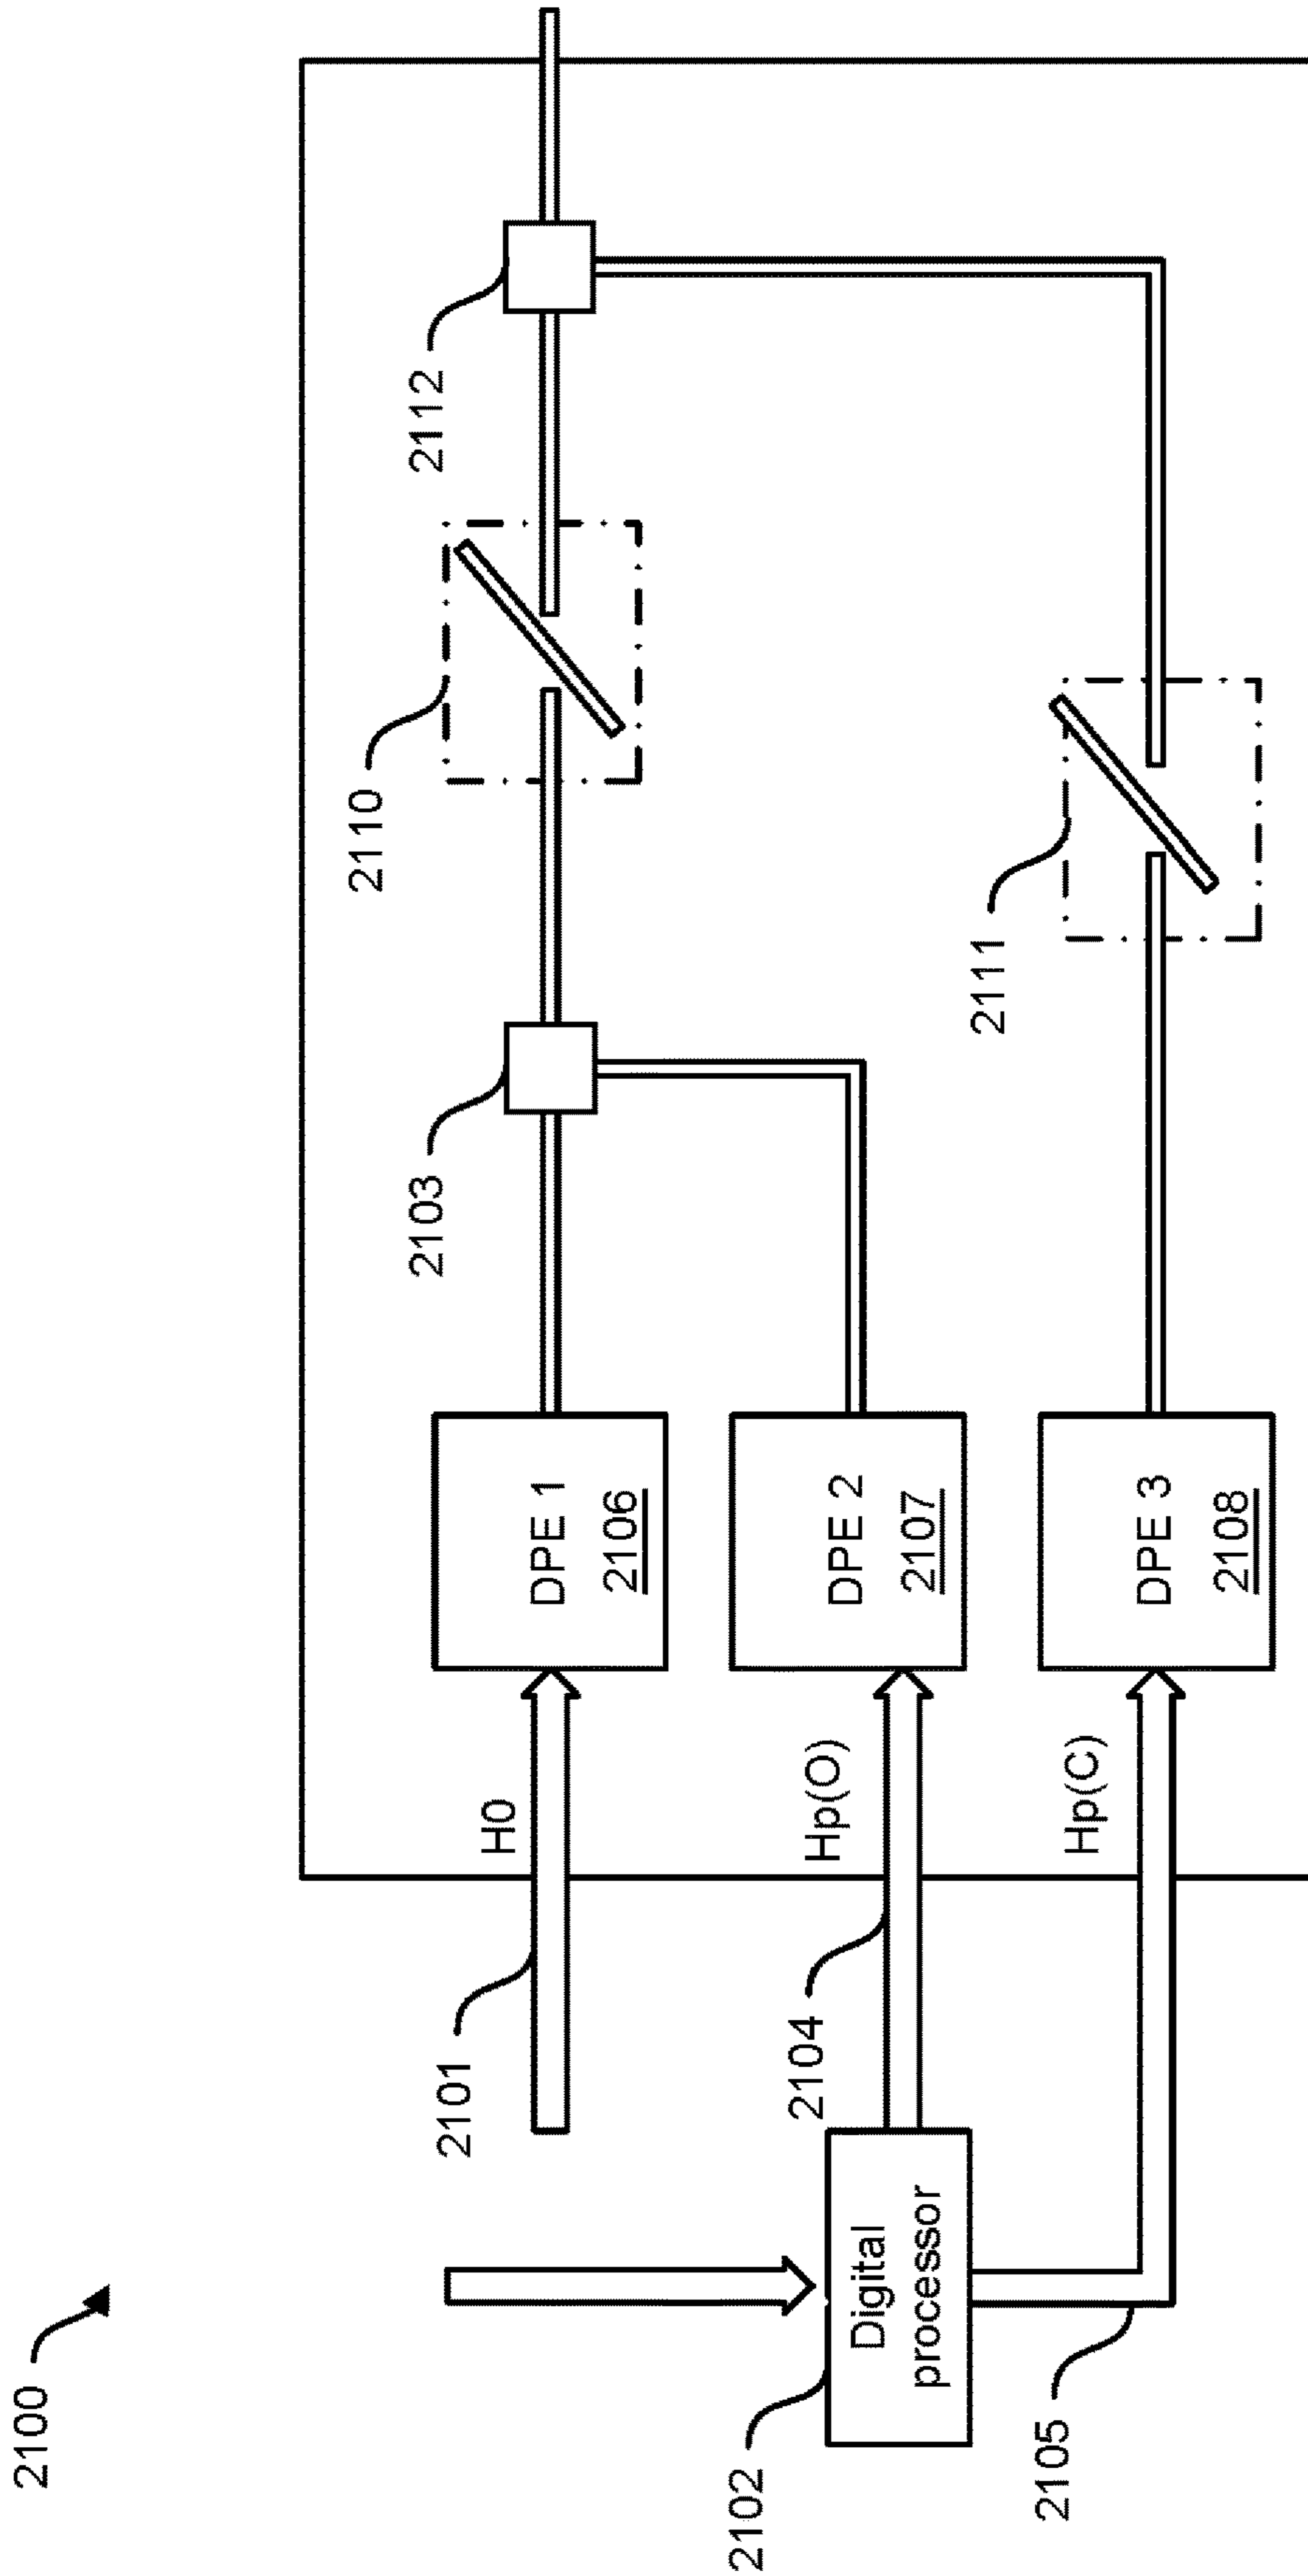 2100
2101
H0
DPE 1
2106
2103
2110
2112
2102
Digital
processor
2104
Hp(O)
DPE 2
2107
2105
Hp(C)
DPE 3
2108
2111